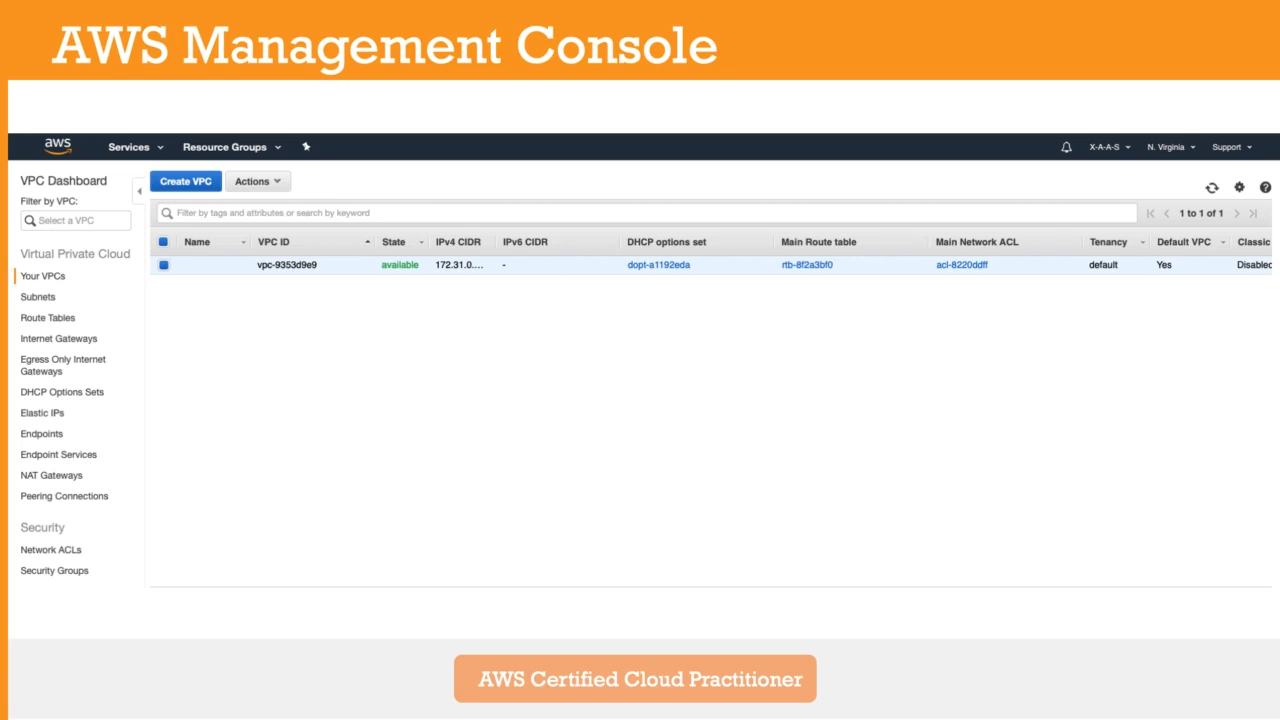 AWS Management Console
aws Services Resource Groups X-A-A-S N. Virginia Support
VPC Dashboard
Filter by VPC:
Select a VPC
Virtual Private Cloud
Your VPCs
Subnets
Route Tables
Internet Gateways
Egress Only Internet
Gateways
DHCP Options Sets
Elastic IPs
Endpoints
Endpoint Services
NAT Gateways
Peering Connections
Security
Network ACLs
Security Groups
Create VPC Actions
Filter by tags and attributes or search by keyword 1 to 1 of 1
Name VPC ID State IPv4 CIDR IPv6 CIDR DHCP options set Main Route table Main Network ACL Tenancy Default VPC Classic
vpc-9353d9e9 available 172.31.0.... - dopt-a1192eda rtb-8f2a3bf0 acl-8220ddff default Yes Disabled
AWS Certified Cloud Practitioner